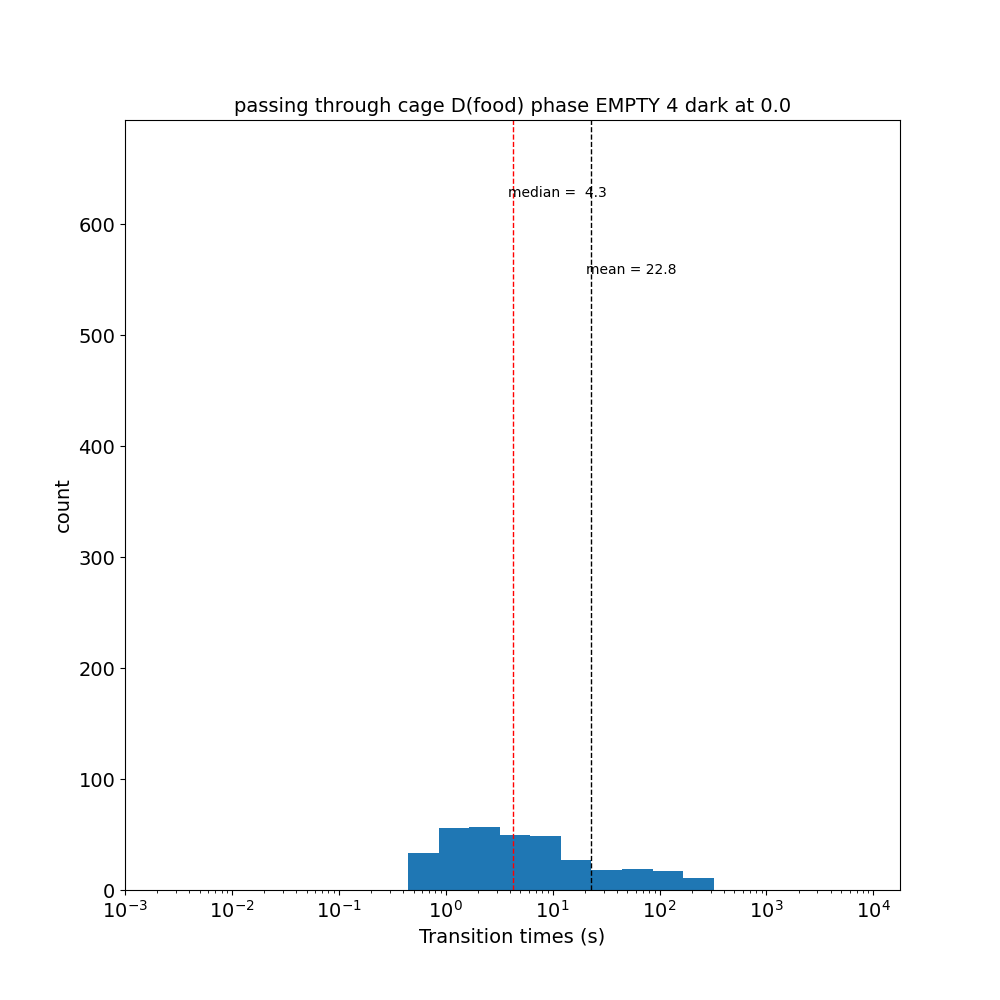 passing through cage D(food) phase EMPTY 4 dark at 0.0
median =  4.3
mean = 22.8
600
500
400
300
200
100
0
count
10⁻³ 10⁻² 10⁻¹ 10⁰ 10¹ 10² 10³ 10⁴
Transition times (s)